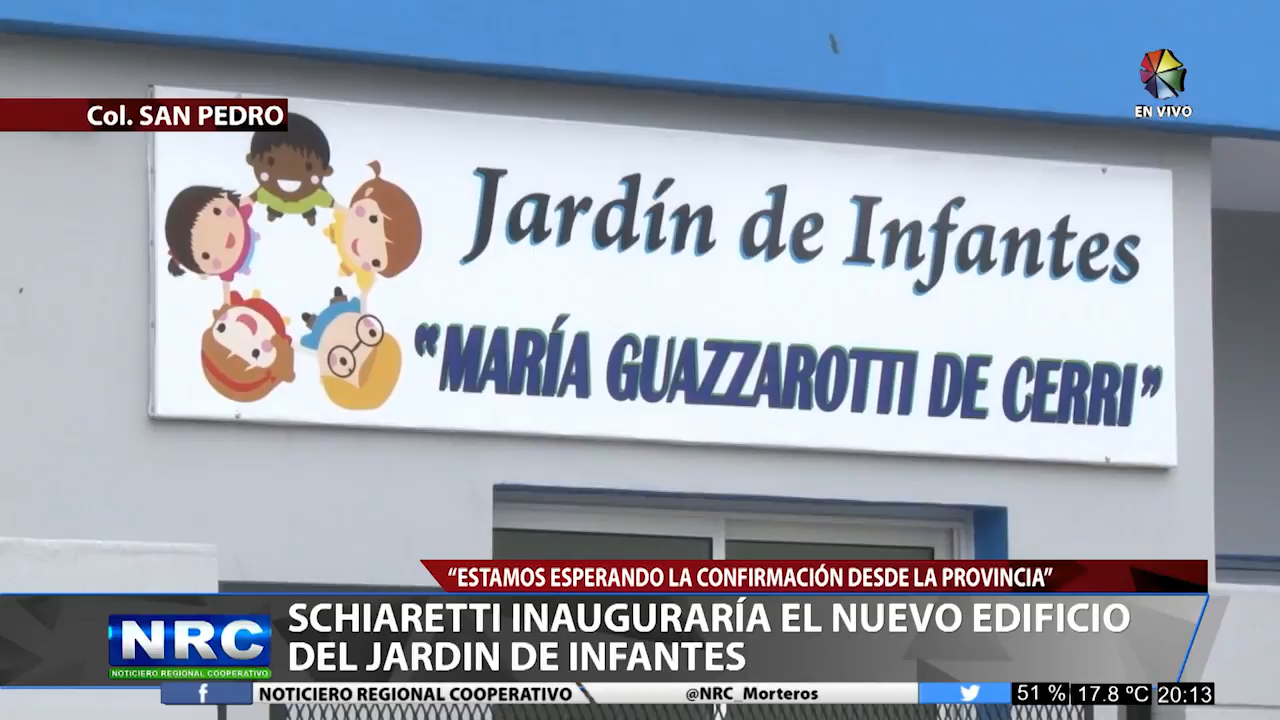 Col. SAN PEDRO
EN VIVO
Jardín de Infantes
"MARÍA GUAZZAROTTI DE CERRI"
"ESTAMOS ESPERANDO LA CONFIRMACIÓN DESDE LA PROVINCIA"
NRC
NOTICIERO REGIONAL COOPERATIVO
SCHIARETTI INAUGURARÍA EL NUEVO EDIFICIO
DEL JARDIN DE INFANTES
f NOTICIERO REGIONAL COOPERATIVO @NRC_Morteros 51 % 17.8 ºC 20:13